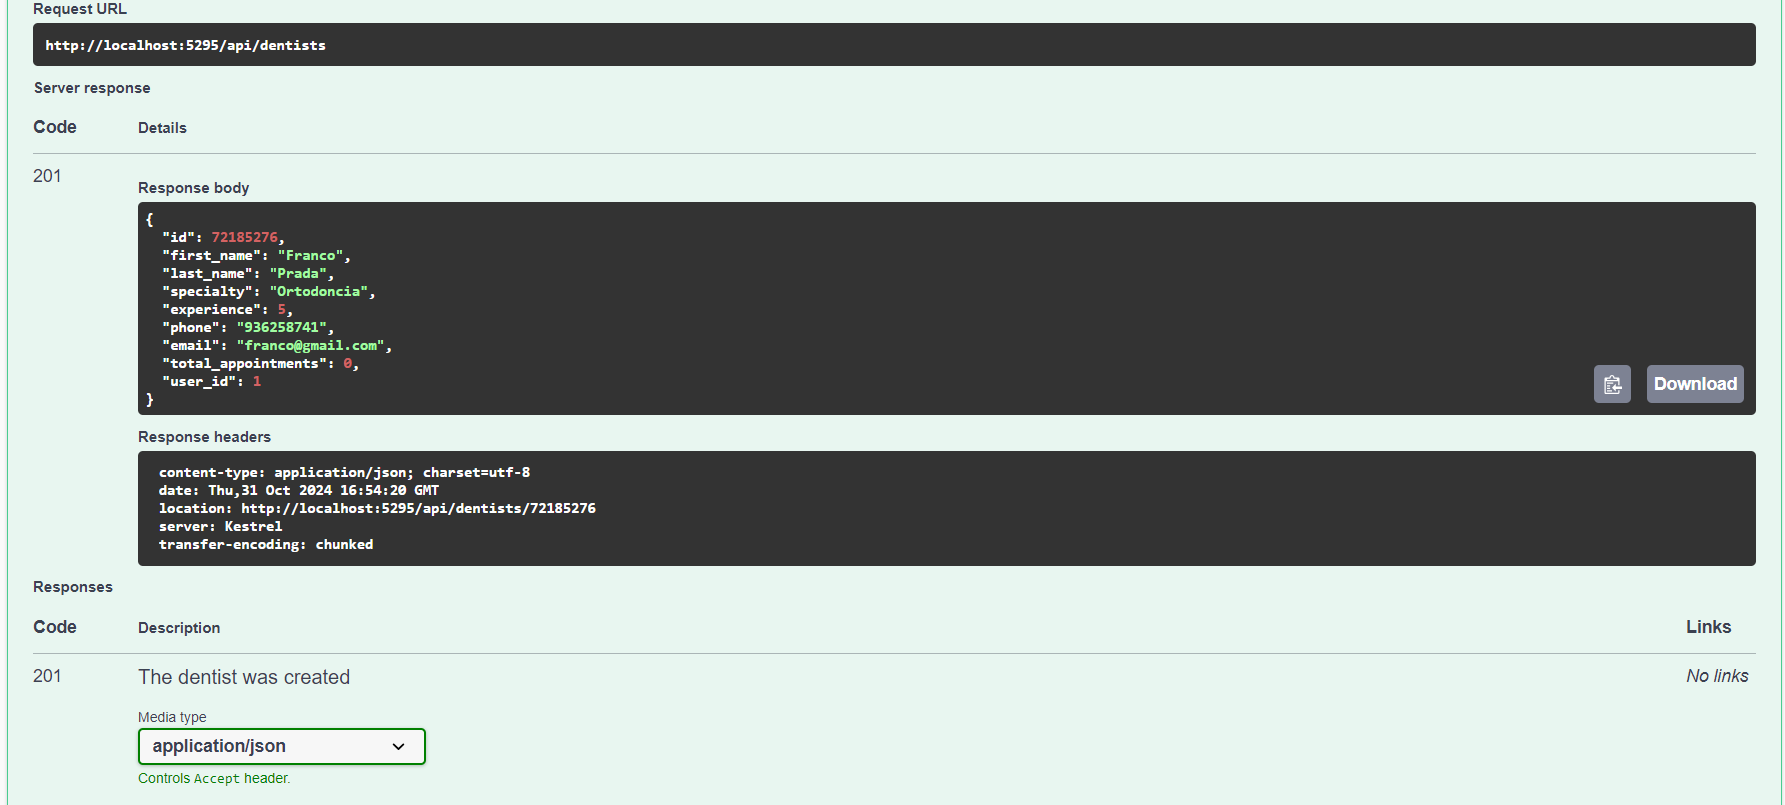 Request URL
http://localhost:5295/api/dentists
Server response
Code Details
201
Response body
{
  "id": 72185276,
  "first_name": "Franco",
  "last_name": "Prada",
  "specialty": "Ortodoncia",
  "experience": 5,
  "phone": "936258741",
  "email": "franco@gmail.com",
  "total_appointments": 0,
  "user_id": 1
}
Download
Response headers
content-type: application/json; charset=utf-8
date: Thu,31 Oct 2024 16:54:20 GMT
location: http://localhost:5295/api/dentists/72185276
server: Kestrel
transfer-encoding: chunked
Responses
Code Description Links
201 The dentist was created No links
Media type
application/json
Controls Accept header.